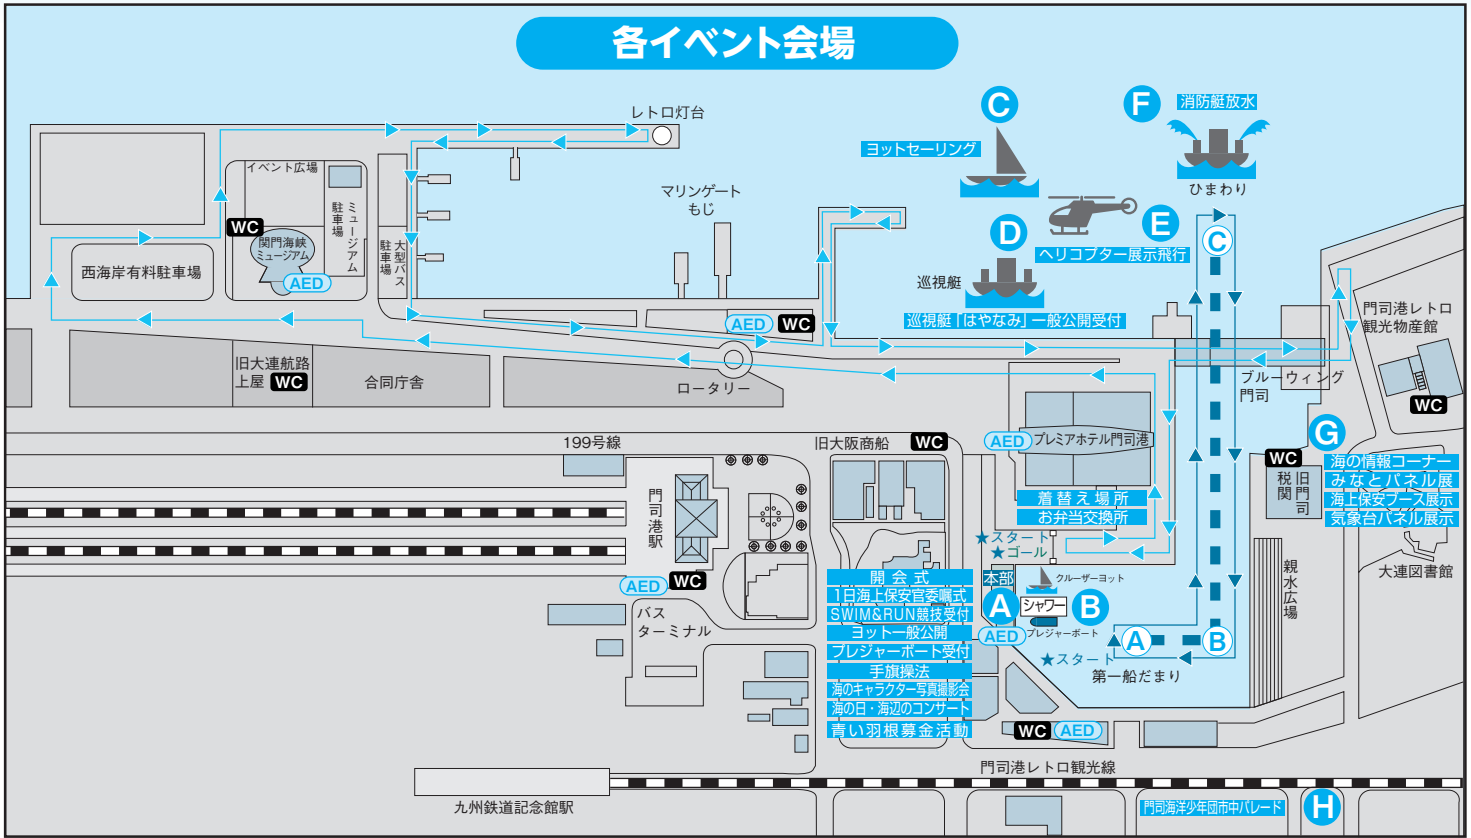 各イベント会場
レトロ灯台
C
ヨットセーリング
F
消防艇放水
ひまわり
イベント広場
ミュージアム
駐車場
WC
関門海峡
ミュージアム
AED
大型バス
駐車場
西海岸有料駐車場
マリンゲート
もじ
D
巡視艇
巡視艇「はやなみ」一般公開受付
E
ヘリコプター展示飛行
C
AED
WC
旧大連航路
上屋
WC
合同庁舎
ロータリー
ブルーウィング
門司
門司港レトロ
観光物産館
WC
199号線
旧大阪商船
WC
AED
プレミアホテル門司港
着替え場所
お弁当交換所
★スタート
★ゴール
G
WC
旧門司
税関
海の情報コーナー
みなとパネル展
海上保安ブース展示
気象台パネル展示
大連図書館
親水広場
門司港駅
AED
WC
バス
ターミナル
開会式
1日海上保安官委嘱式
SWIM&RUN競技受付
ヨット一般公開
プレジャーボート受付
手旗操法
海のキャラクター写真撮影会
海の日・海辺のコンサート
青い羽根募金活動
本部
A
AED
クルーザーヨット
シャワー
B
プレジャーボート
A
B
★スタート
第一船だまり
WC
AED
門司港レトロ観光線
九州鉄道記念館駅
門司海洋少年団市中パレード
H